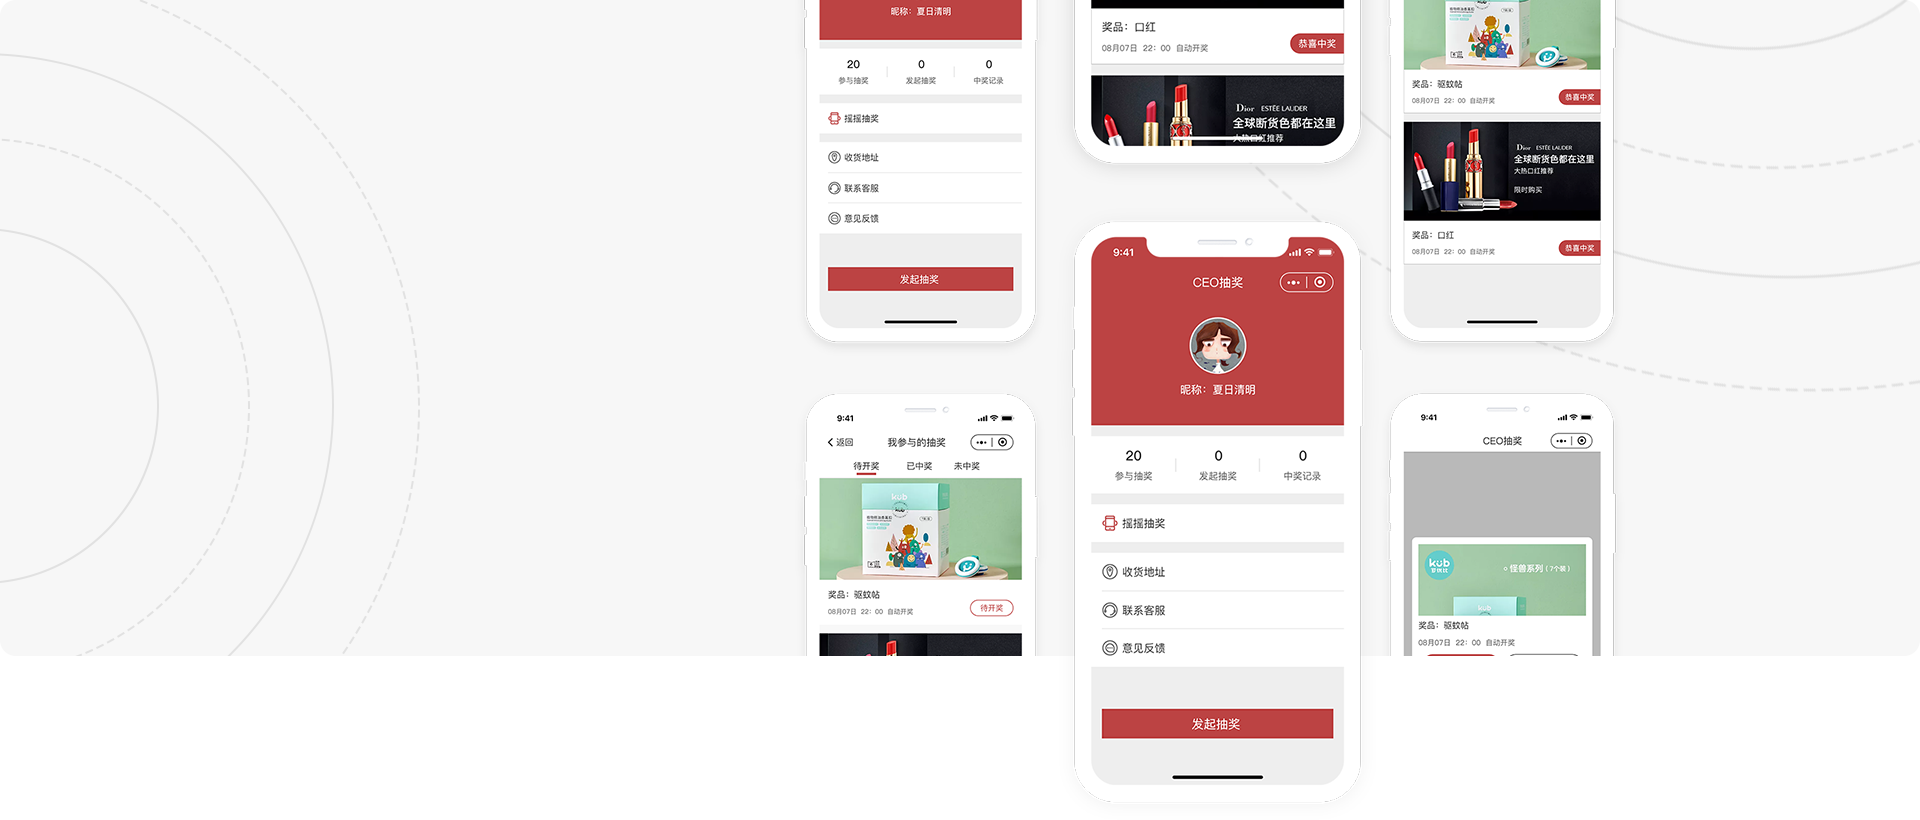 昵称：夏日清明
20
0
0
参与抽奖
发起抽奖
中奖记录
摇摇抽奖
收货地址
联系客服
意见反馈
发起抽奖
9:41
返回
我参与的抽奖
待开奖
已中奖
未中奖
kub
kub
奖品：驱蚊帖
08月07日 22：00 自动开奖
待开奖
奖品：口红
08月07日 22：00 自动开奖
恭喜中奖
Dior ESTĒE LAUDER
全球断货色都在这里
大热口红推荐
9:41
CEO抽奖
昵称：夏日清明
20
0
0
参与抽奖
发起抽奖
中奖记录
摇摇抽奖
收货地址
联系客服
意见反馈
发起抽奖
奖品：驱蚊帖
08月07日 22：00 自动开奖
恭喜中奖
Dior ESTĒE LAUDER
全球断货色都在这里
大热口红推荐
限时购买
奖品：口红
08月07日 22：00 自动开奖
恭喜中奖
9:41
CEO抽奖
kub
怪兽系列（7个装）
kub
奖品：驱蚊帖
08月07日 22：00 自动开奖